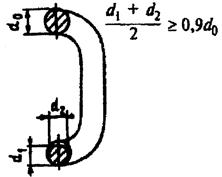 d₀
(d₁ + d₂)/2 ≥ 0,9d₀
d₂
d₁